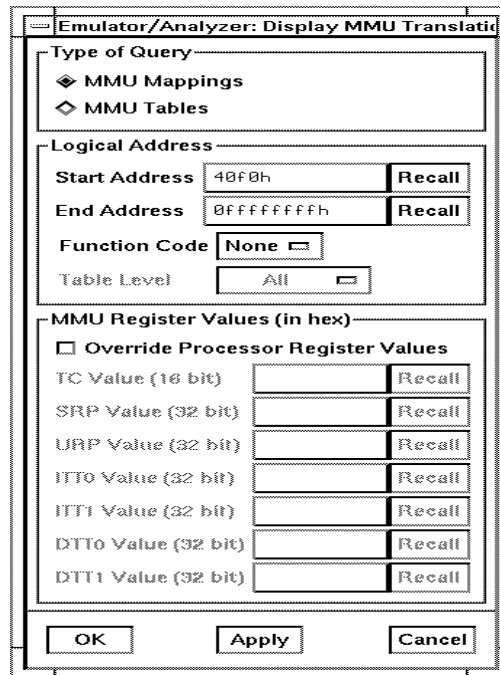 Emulator/Analyzer: Display MMU Translatio
Type of Query
MMU Mappings
MMU Tables
Logical Address
Start Address 40f0h Recall
End Address 0ffffffffh Recall
Function Code None
Table Level All
MMU Register Values (in hex)
Override Processor Register Values
TC Value (16 bit) Recall
SRP Value (32 bit) Recall
URP Value (32 bit) Recall
ITT0 Value (32 bit) Recall
ITT1 Value (32 bit) Recall
DTT0 Value (32 bit) Recall
DTT1 Value (32 bit) Recall
OK Apply Cancel